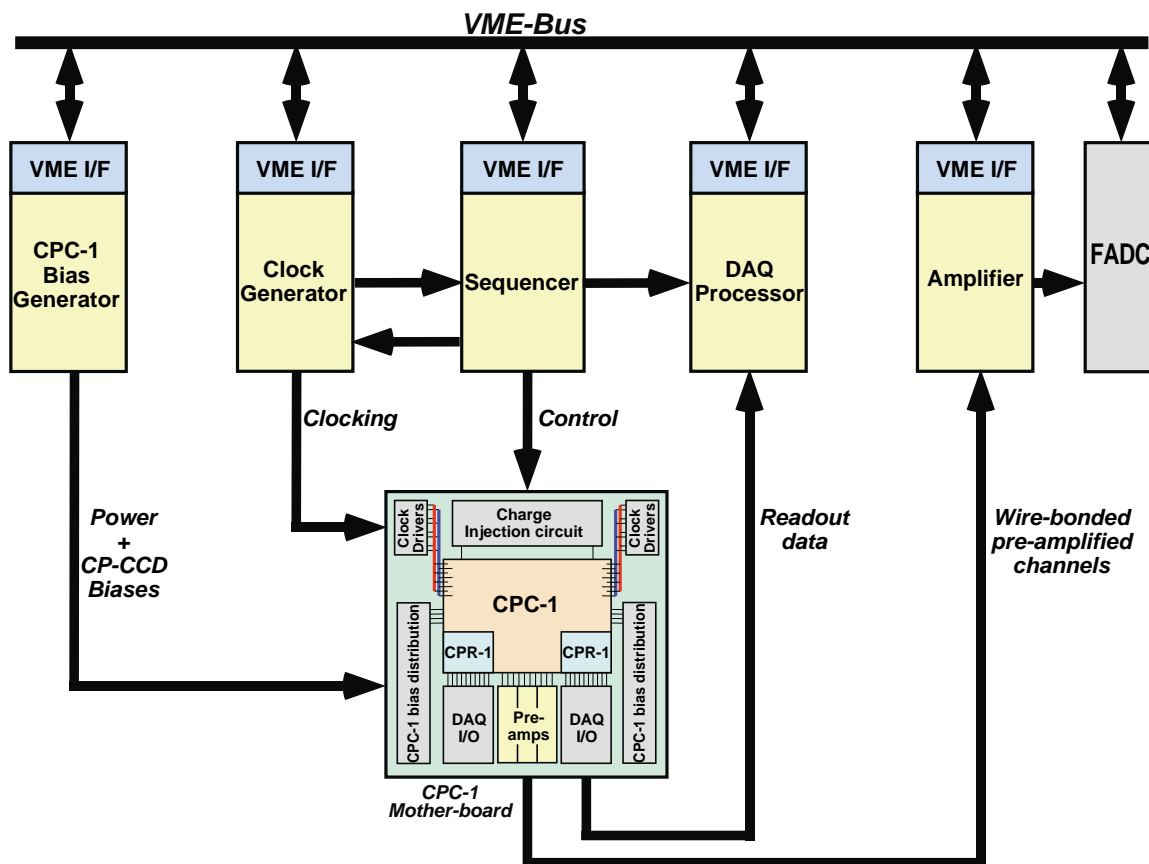 VME-Bus
VME I/F
VME I/F
VME I/F
VME I/F
VME I/F
CPC-1
Bias
Generator
Clock
Generator
Sequencer
DAQ
Processor
Amplifier
FADC
Clocking
Control
Power
+
CP-CCD
Biases
Readout
data
Wire-bonded
pre-amplified
channels
Clock
Drivers
Charge
Injection circuit
Clock
Drivers
CPC-1
CPR-1
CPR-1
CPC-1 bias distribution
DAQ
I/O
Pre-
amps
DAQ
I/O
CPC-1 bias distribution
CPC-1
Mother-board